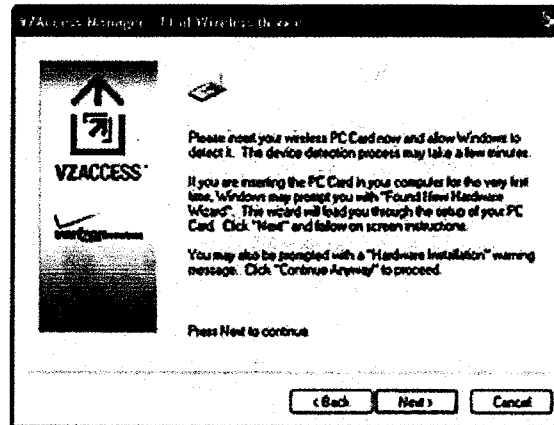 VZAccess Manager - Find Wireless Device
Please insert your wireless PC Card now and allow Windows to
detect it. The device detection process may take a few minutes.
VZACCESS
If you are inserting the PC Card in your computer for the very first
time, Windows may prompt you with "Found New Hardware
Wizard". This wizard will lead you through the setup of your PC
Card. Click "Next" and follow on screen instructions.
verizon
You may also be prompted with a "Hardware Installation" warning
message. Click "Continue Anyway" to proceed.
Press Next to continue
< Back
Next >
Cancel